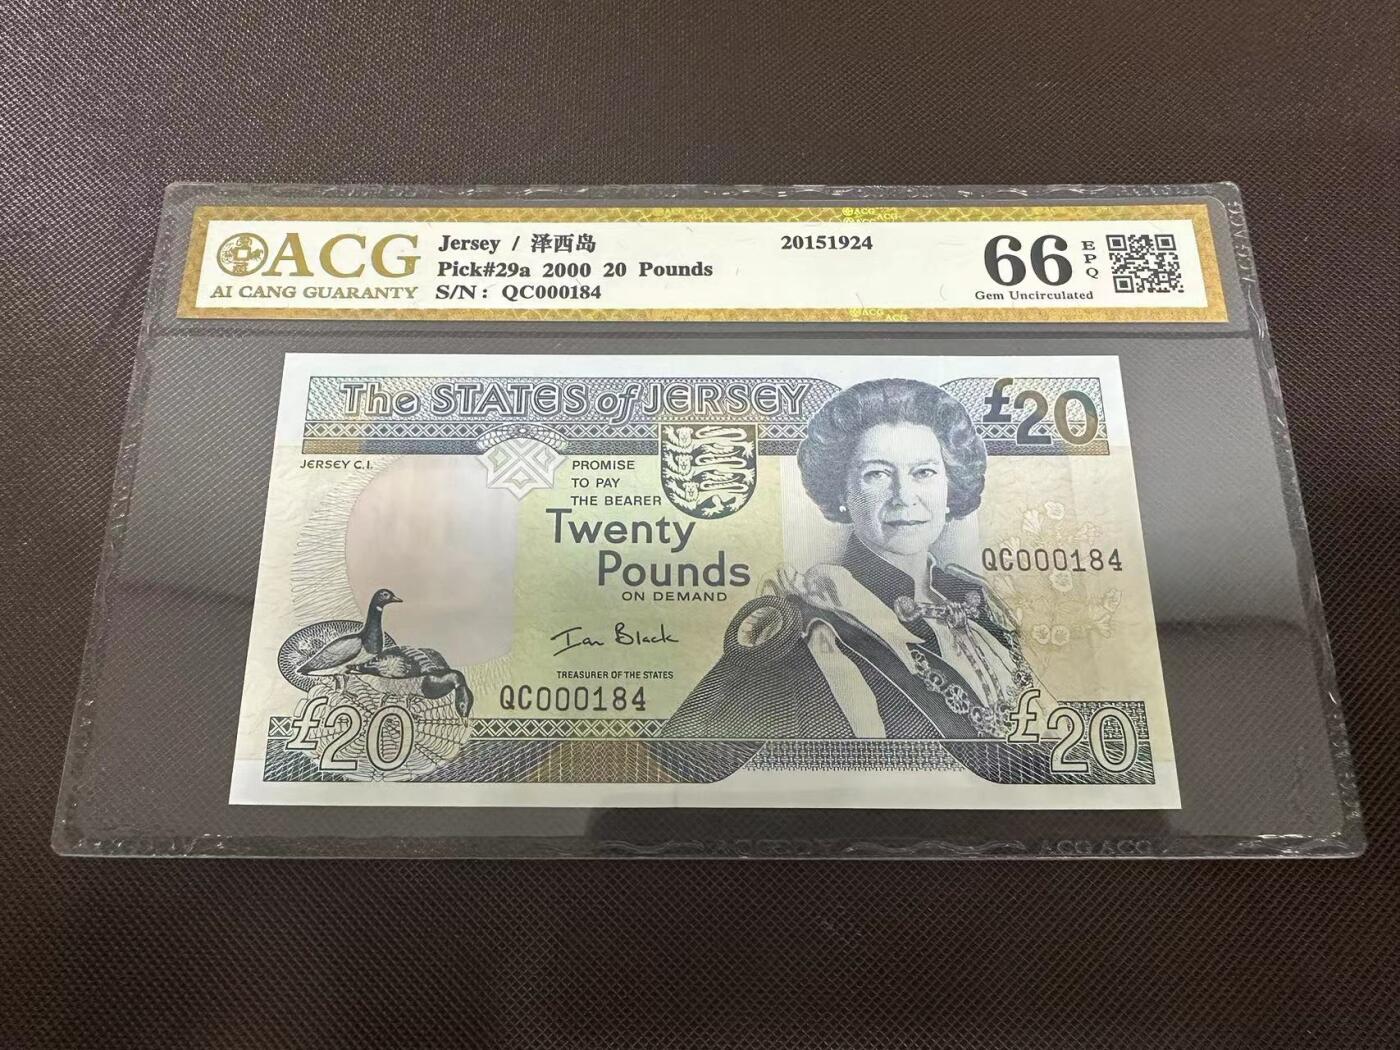 ACG
AI CANG GUARANTY
Jersey / 泽西岛
Pick#29a 2000 20 Pounds
S/N: QC000184
20151924
66
EPQ
Gem Uncirculated
The STATES of JERSEY
£20
JERSEY C.I.
PROMISE
TO PAY
THE BEARER
Twenty
Pounds
ON DEMAND
QC000184
Ian Black
TREASURER OF THE STATES
QC000184
£20
£20
ACG ACG